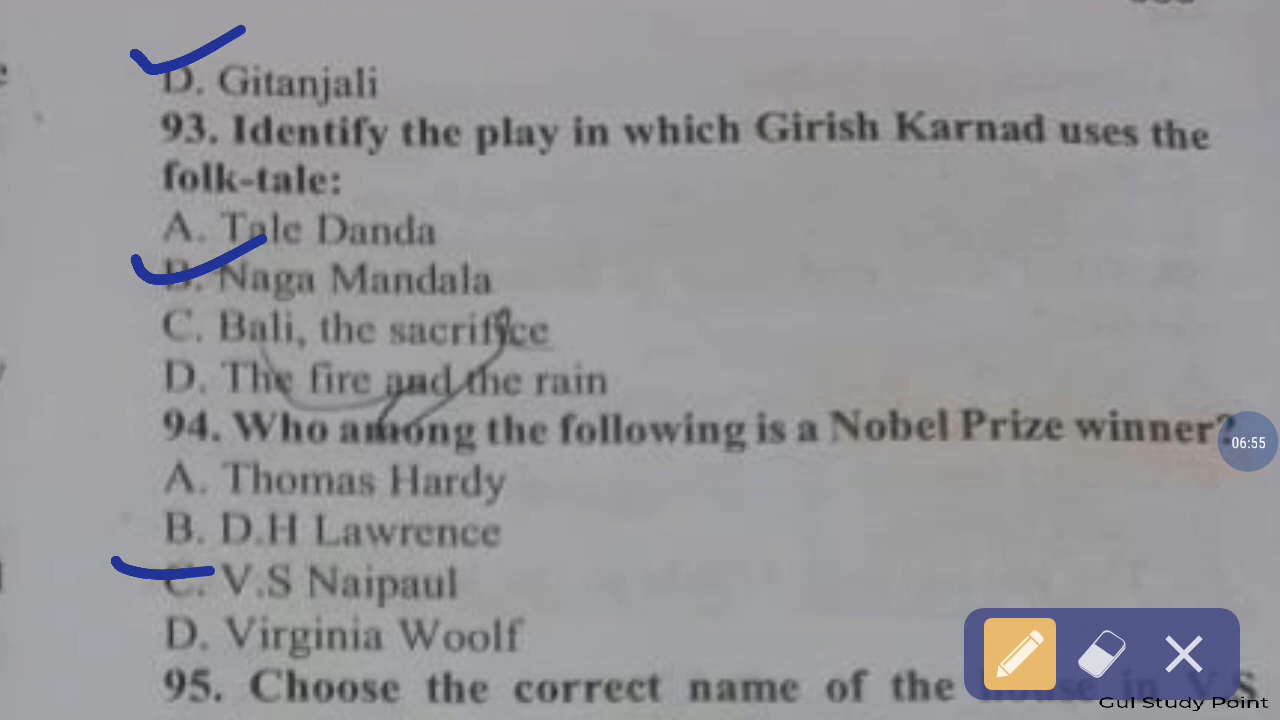 D. Gitanjali
93. Identify the play in which Girish Karnad uses the
folk-tale:
A. Tale Danda
B. Naga Mandala
C. Bali, the sacrifice
D. The fire and the rain
94. Who among the following is a Nobel Prize winner?
06:55
A. Thomas Hardy
B. D.H Lawrence
C. V.S Naipaul
D. Virginia Woolf
95. Choose the correct name of the house in V.S
Gul Study Point